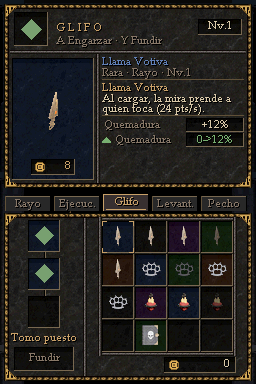 GLIFO
Nv.1
A Engarzar · Y Fundir
Llama Votiva
Rara · Rayo · Nv.1
Llama Votiva
Al cargar, la mira prende a
quien toca (24 pts/s).
Quemadura +12%
Quemadura 0->12%
8
Rayo Ejecuc. Glifo Levant. Pecho
Tomo puesto
Fundir
0